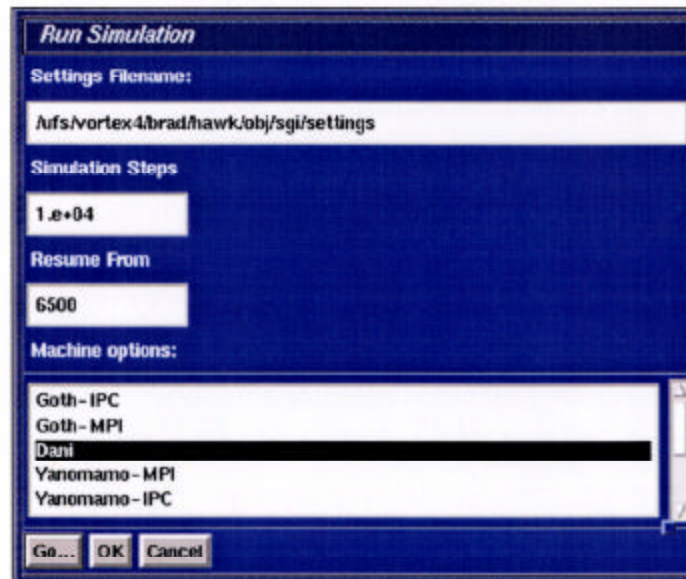 Run Simulation
Settings Filename:
/ufs/vortex4/brad/hawk/obj/sgi/settings
Simulation Steps
1.e+04
Resume From
6500
Machine options:
Goth-IPC
Goth-MPI
Dani
Yanomamo-MPI
Yanomamo-IPC
Go... OK Cancel